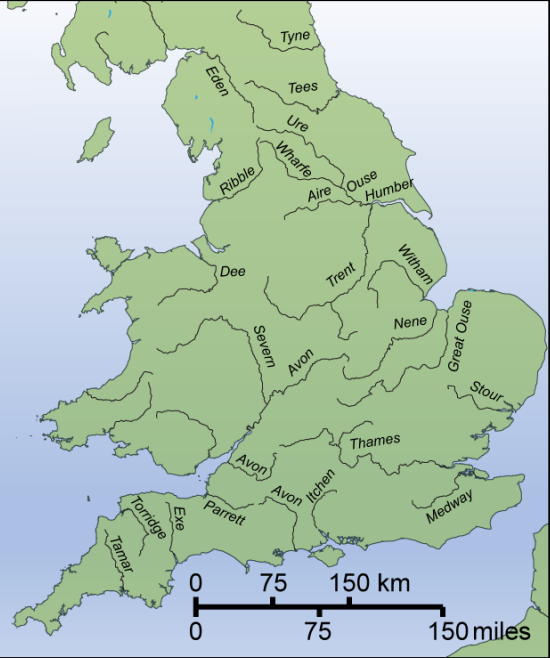 Tyne
Eden
Tees
Ure
Wharfe
Ribble
Aire
Ouse
Humber
Dee
Trent
Witham
Nene
Great Ouse
Severn
Avon
Stour
Thames
Avon
Avon
Itchen
Medway
Parrett
Exe
Torridge
Tamar
0 75 150 km
0 75 150 miles